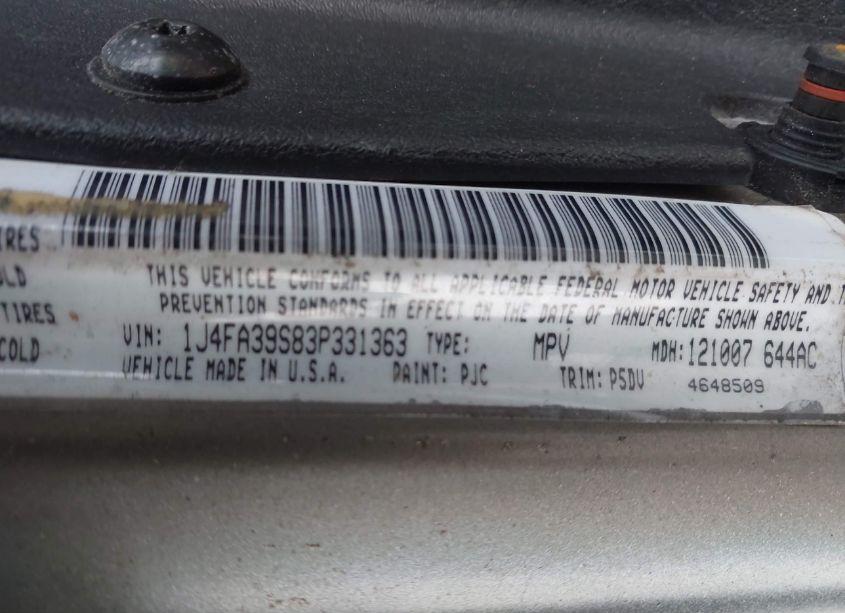 IRES
THIS VEHICLE CONFORMS TO ALL APPLICABLE FEDERAL MOTOR VEHICLE SAFETY AND T
OLD
PREVENTION STANDARDS IN EFFECT ON THE DATE OF MANUFACTURE SHOWN ABOVE.
TIRES
VIN: 1J4FA39S83P331363 TYPE: MPV MDH: 121007 644AC
COLD
VEHICLE MADE IN U.S.A. PAINT: PJC TRIM: P5DV 4648509